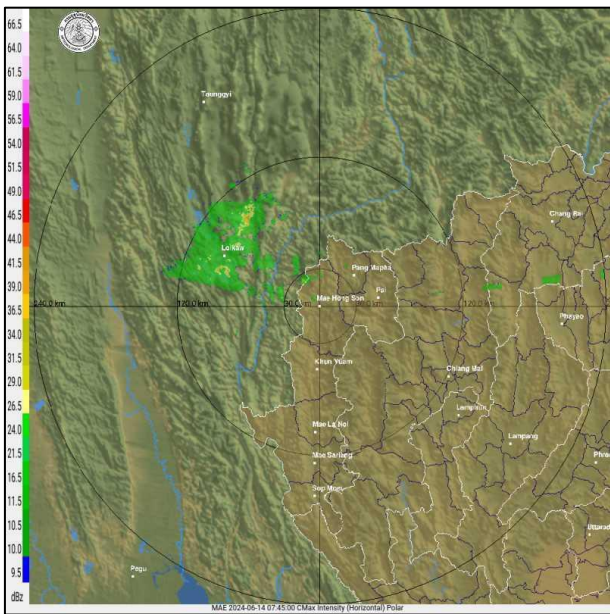 66.5
64.0
61.5
59.0
56.5
54.0
51.5
49.0
46.5
44.0
41.5
39.0
36.5
34.0
31.5
29.0
26.5
24.0
21.5
19.0
16.5
11.5
10.5
10.0
9.5
dBz
Taunggyi
Loikaw
Chang Rai
Pang Mapha
Pai
240.0 km
120.0 km
30.0 km
Mae Hong Son
120.0 km
Phayao
Khun Yuam
Chiang Mai
Lamphun
Mae La Noi
Lampang
Mae Sariang
Sop Moei
Pegu
MAE 2024-06-14 07:45:00 CMax Intensity (Horizontal) Polar